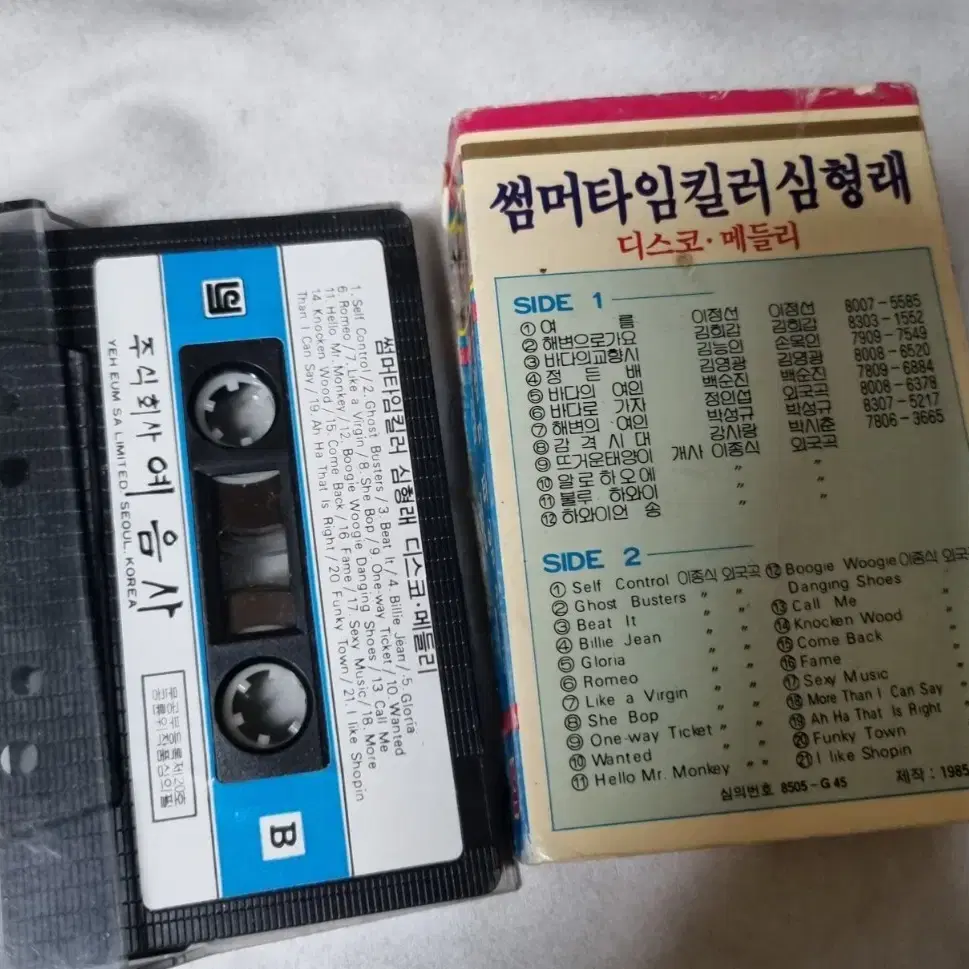 주식회사 예음사
YEH EUM SA LIMITED SEOUL. KOREA
썸머타임킬러 심형래 디스코·메들리
1. Self Control / 2. Ghost Busters / 3. Beat It / 4. Billie Jean / 5. Gloria
6. Romeo / 7. Like a Virgin / 8. She Bop / 9. One-way Ticket / 10. Wanted
11. Hello Mr. Monkey / 12. Boogie Woogie Danging Shoes / 13. Call Me
14. Knocken Wood / 15. Come Back / 16 Fame / 17. Sexy Music / 18. More
Than I Can Say / 19. Ah Ha That Is Right / 20 Funky Town / 21. I like Shopin
B
썸머타임킬러심형래
디스코·메들리
SIDE 1
① 여 름 이정선 이정선 8007-5585
② 해변으로가요 김희갑 김희갑 8303-1552
③ 바다의교향시 김능의 손목인 7909-7549
④ 정 든 배 김영광 김영광 8008-6520
⑤ 바다의 여인 백순진 백순진 7809-6884
⑥ 바다로 가자 정인섭 외국곡 8008-6378
⑦ 해변의 여인 박성규 박성규 8307-5217
⑧ 감격시대 강사랑 박시춘 7806-3665
⑨ 뜨거운태양이 개사 이종식 외국곡
⑩ 알로하오에 〃 〃
⑪ 불루 하와이 〃 〃
⑫ 하와이언 송 〃 〃
SIDE 2
① Self Control 이종식 외국곡
② Ghost Busters 〃 〃
③ Beat It 〃 〃
④ Billie Jean 〃 〃
⑤ Gloria 〃 〃
⑥ Romeo 〃 〃
⑦ Like a Virgin 〃 〃
⑧ She Bop 〃 〃
⑨ One-way Ticket 〃 〃
⑩ Wanted 〃 〃
⑪ Hello Mr. Monkey 〃 〃
⑫ Boogie Woogie 이종식 외국곡
Danging Shoes
⑬ Call Me
⑭ Knocken Wood 〃
⑮ Come Back 〃
⑯ Fame 〃
⑰ Sexy Music 〃
⑱ More Than I Can Say 〃
⑲ Ah Ha That Is Right 〃
⑳ Funky Town 〃
㉑ I like Shopin 〃
심의번호 8505-G45 제작 : 1985